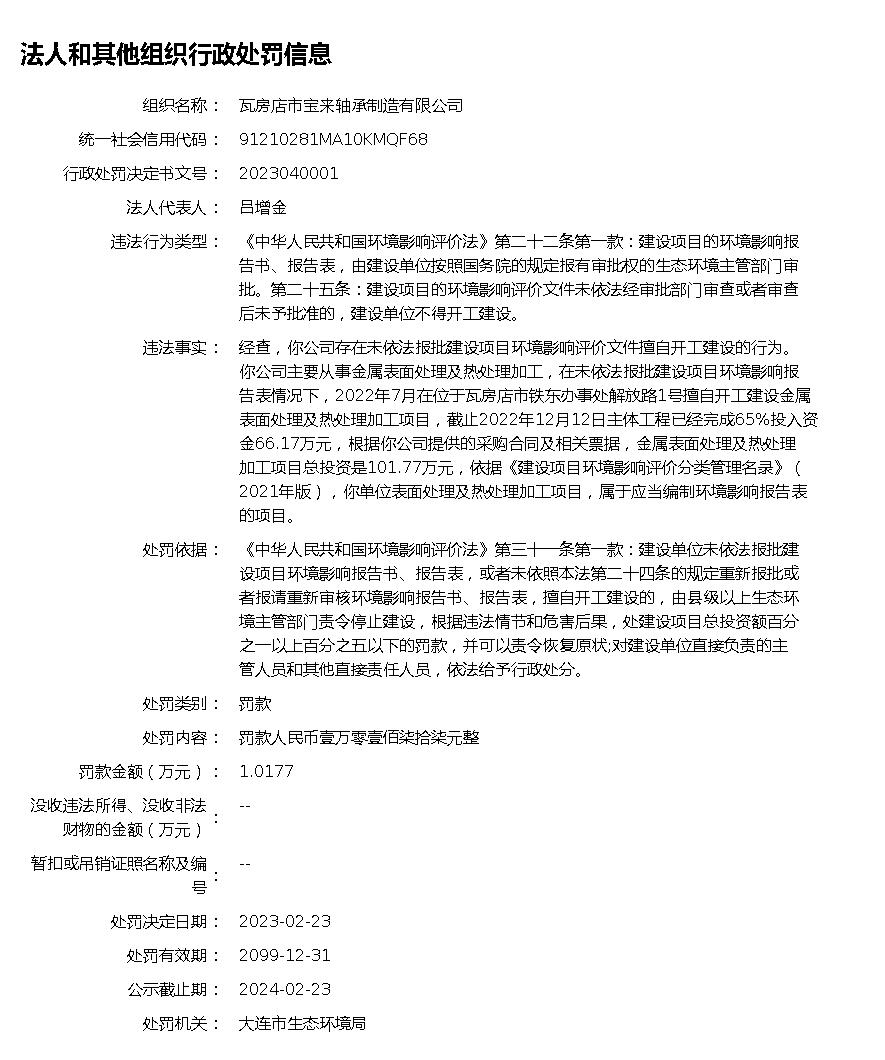 法人和其他组织行政处罚信息
组织名称： 瓦房店市宝来轴承制造有限公司
统一社会信用代码： 91210281MA10KMQF68
行政处罚决定书文号： 2023040001
法人代表人： 吕增金
违法行为类型： 《中华人民共和国环境影响评价法》第二十二条第一款：建设项目的环境影响报
告书、报告表，由建设单位按照国务院的规定报有审批权的生态环境主管部门审
批。第二十五条：建设项目的环境影响评价文件未依法经审批部门审查或者审查
后未予批准的，建设单位不得开工建设。
违法事实： 经查，你公司存在未依法报批建设项目环境影响评价文件擅自开工建设的行为。
你公司主要从事金属表面处理及热处理加工，在未依法报批建设项目环境影响报
告表情况下，2022年7月在位于瓦房店市铁东办事处解放路1号擅自开工建设金属
表面处理及热处理加工项目，截止2022年12月12日主体工程已经完成65%投入资
金66.17万元，根据你公司提供的采购合同及相关票据，金属表面处理及热处理
加工项目总投资是101.77万元，依据《建设项目环境影响评价分类管理名录》（
2021年版），你单位表面处理及热处理加工项目，属于应当编制环境影响报告表
的项目。
处罚依据： 《中华人民共和国环境影响评价法》第三十一条第一款：建设单位未依法报批建
设项目环境影响报告书、报告表，或者未依照本法第二十四条的规定重新报批或
者报请重新审核环境影响报告书、报告表，擅自开工建设的，由县级以上生态环
境主管部门责令停止建设，根据违法情节和危害后果，处建设项目总投资额百分
之一以上百分之五以下的罚款，并可以责令恢复原状;对建设单位直接负责的主
管人员和其他直接责任人员，依法给予行政处分。
处罚类别： 罚款
处罚内容： 罚款人民币壹万零壹佰柒拾柒元整
罚款金额（万元）： 1.0177
没收违法所得、没收非法
财物的金额（万元）： --
暂扣或吊销证照名称及编
号： --
处罚决定日期： 2023-02-23
处罚有效期： 2099-12-31
公示截止期： 2024-02-23
处罚机关： 大连市生态环境局